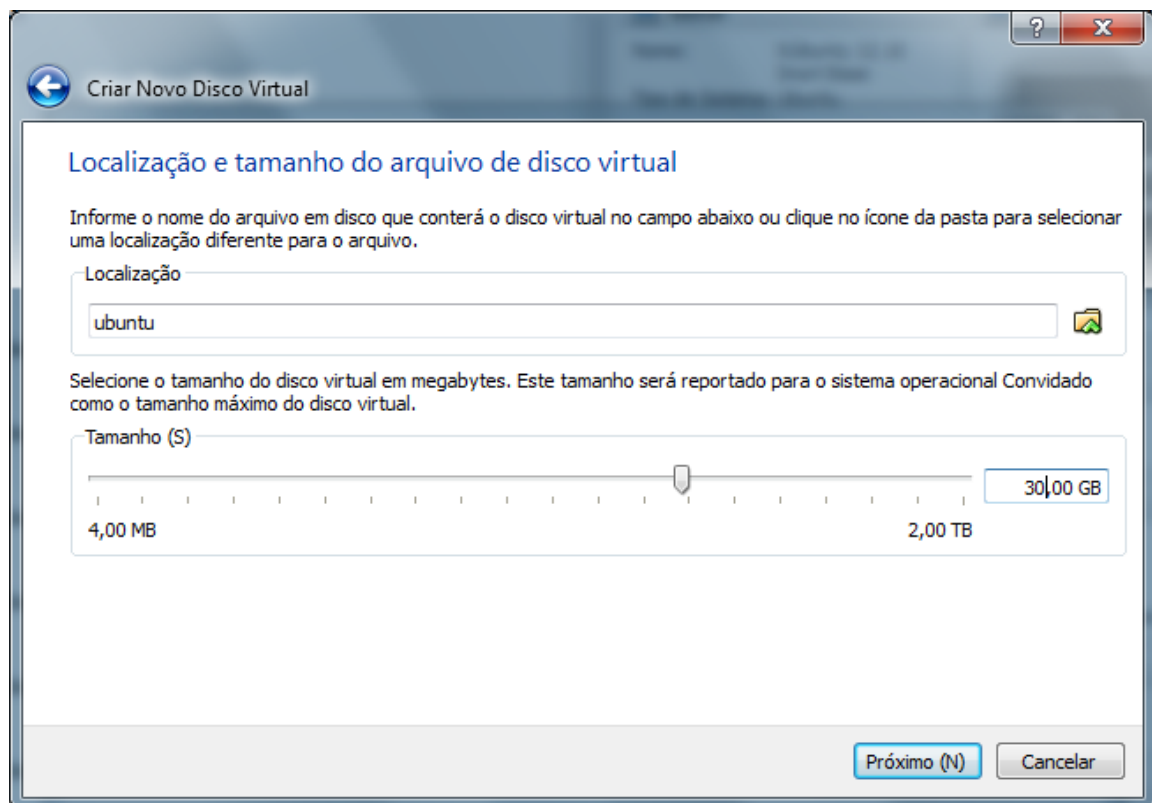 ?
X
Criar Novo Disco Virtual
Localização e tamanho do arquivo de disco virtual
Informe o nome do arquivo em disco que conterá o disco virtual no campo abaixo ou clique no ícone da pasta para selecionar
uma localização diferente para o arquivo.
Localização
ubuntu
Selecione o tamanho do disco virtual em megabytes. Este tamanho será reportado para o sistema operacional Convidado
como o tamanho máximo do disco virtual.
Tamanho (S)
30,00 GB
4,00 MB 2,00 TB
Próximo (N) Cancelar